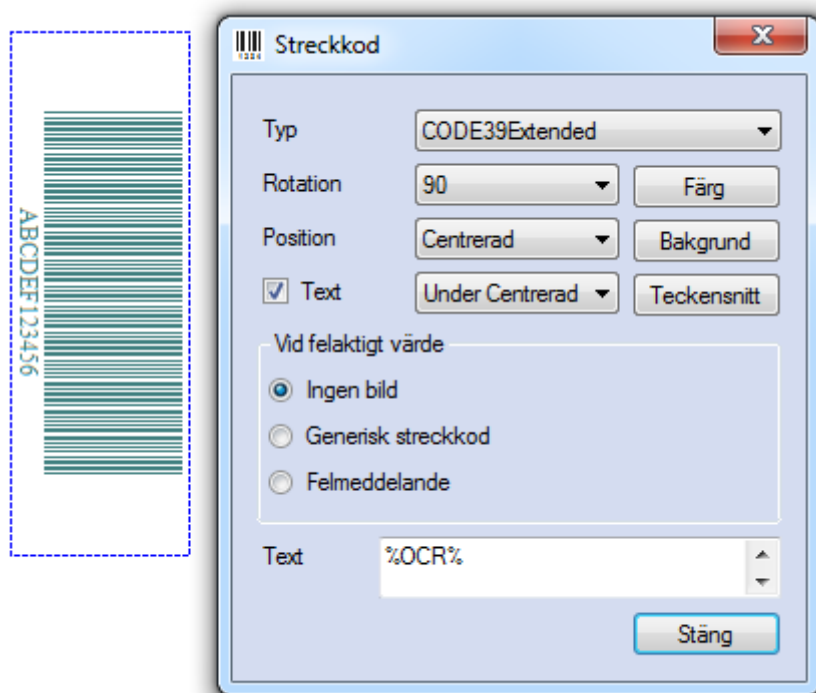 ABCDEF123456
Streckkod
Typ CODE39Extended
Rotation 90 Färg
Position Centrerad Bakgrund
Text Under Centrerad Teckensnitt
Vid felaktigt värde
Ingen bild
Generisk streckkod
Felmeddelande
Text %OCR%
Stäng